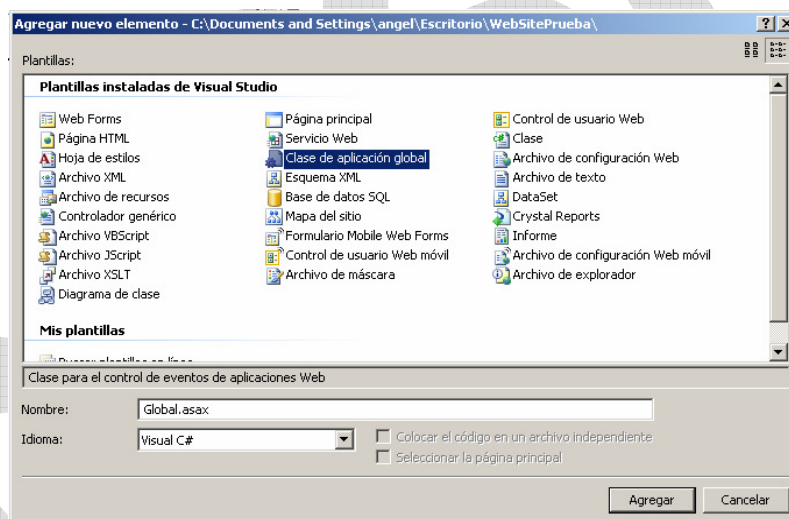 Agregar nuevo elemento - C:\Documents and Settings\angel\Escritorio\WebSitePrueba\
Plantillas:
Plantillas instaladas de Visual Studio
Web Forms Página principal Control de usuario Web
Página HTML Servicio Web Clase
Hoja de estilos Clase de aplicación global Archivo de configuración Web
Archivo XML Esquema XML Archivo de texto
Archivo de recursos Base de datos SQL DataSet
Controlador genérico Mapa del sitio Crystal Reports
Archivo VBScript Formulario Mobile Web Forms Informe
Archivo JScript Control de usuario Web móvil Archivo de configuración Web móvil
Archivo XSLT Archivo de máscara Archivo de explorador
Diagrama de clase
Mis plantillas
Buscar plantillas en línea
Clase para el control de eventos de aplicaciones Web
Nombre: Global.asax
Idioma: Visual C# Colocar el código en un archivo independiente
Seleccionar la página principal
Agregar Cancelar